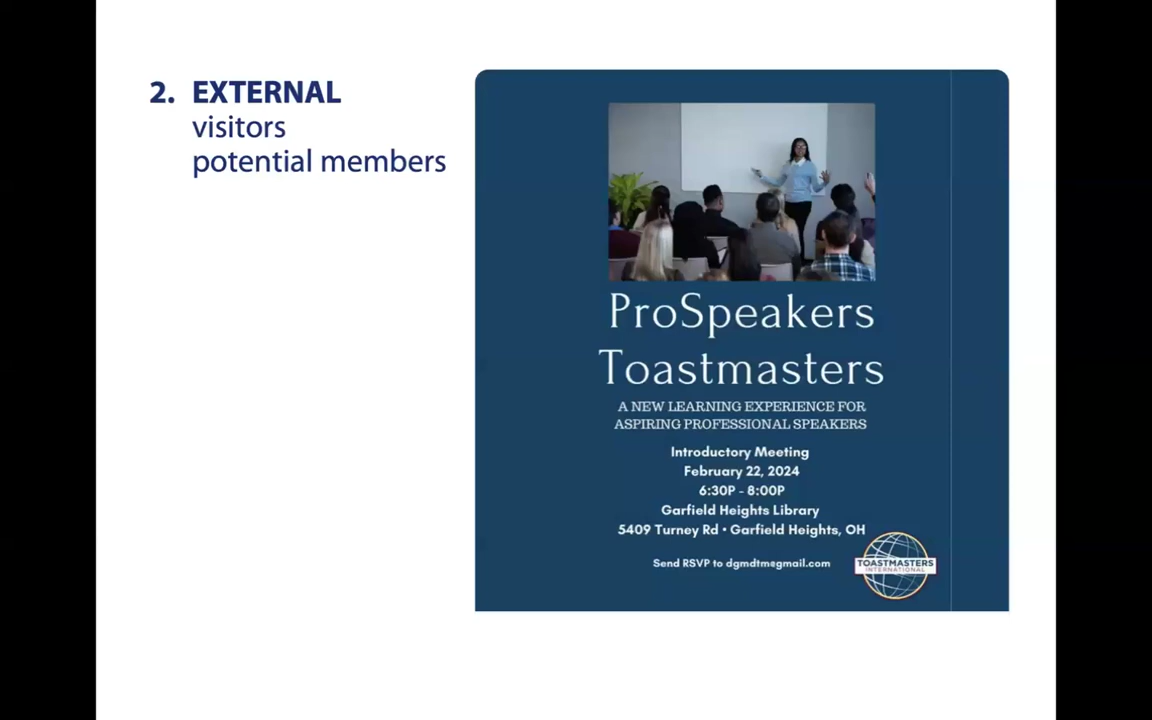 2. EXTERNAL
visitors
potential members
ProSpeakers
Toastmasters
A NEW LEARNING EXPERIENCE FOR
ASPIRING PROFESSIONAL SPEAKERS
Introductory Meeting
February 22, 2024
6:30P - 8:00P
Garfield Heights Library
5409 Turney Rd • Garfield Heights, OH
Send RSVP to dgmdtm@gmail.com
TOASTMASTERS
INTERNATIONAL